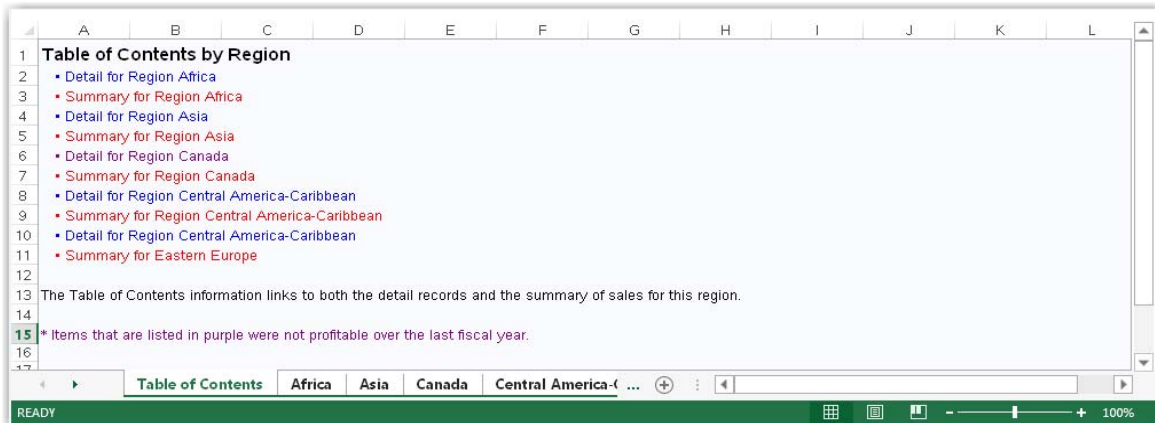 A B C D E F G H I J K L
1 Table of Contents by Region
2 ▪ Detail for Region Africa
3 ▪ Summary for Region Africa
4 ▪ Detail for Region Asia
5 ▪ Summary for Region Asia
6 ▪ Detail for Region Canada
7 ▪ Summary for Region Canada
8 ▪ Detail for Region Central America-Caribbean
9 ▪ Summary for Region Central America-Caribbean
10 ▪ Detail for Region Central America-Caribbean
11 ▪ Summary for Eastern Europe
12
13 The Table of Contents information links to both the detail records and the summary of sales for this region.
14
15 * Items that are listed in purple were not profitable over the last fiscal year.
16
17
Table of Contents Africa Asia Canada Central America-( ...
READY 100%